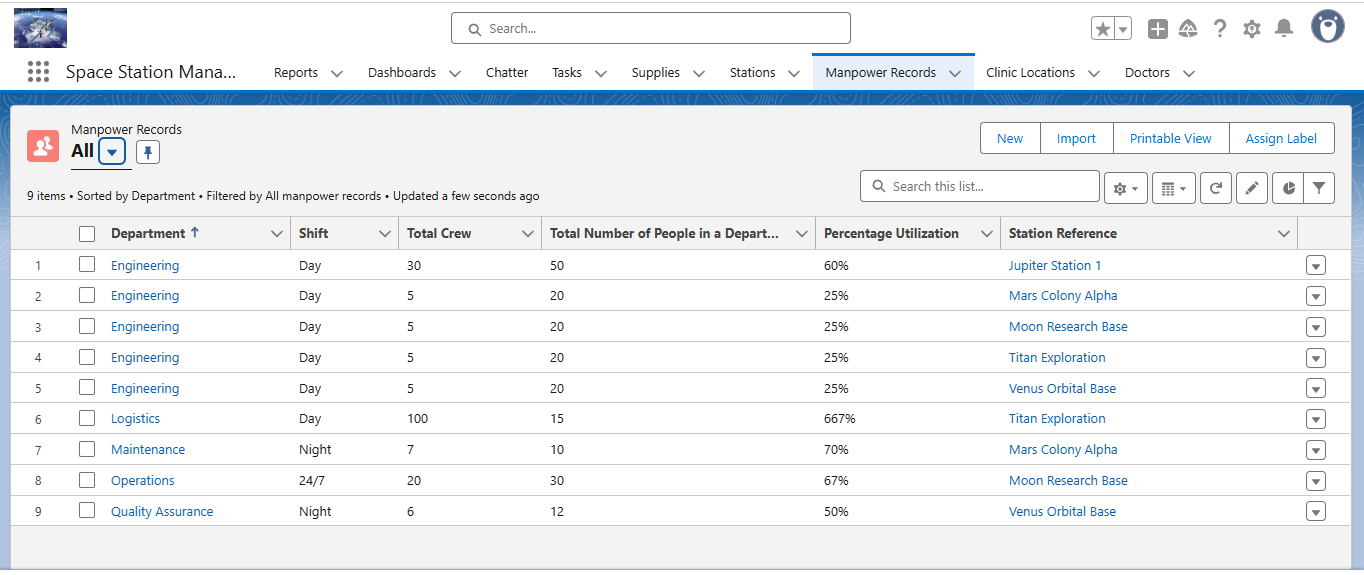 Search...
Space Station Mana... Reports Dashboards Chatter Tasks Supplies Stations Manpower Records Clinic Locations Doctors
Manpower Records
All
New Import Printable View Assign Label
9 items • Sorted by Department • Filtered by All manpower records • Updated a few seconds ago
Search this list...
Department ↑ Shift Total Crew Total Number of People in a Depart... Percentage Utilization Station Reference
1 Engineering Day 30 50 60% Jupiter Station 1
2 Engineering Day 5 20 25% Mars Colony Alpha
3 Engineering Day 5 20 25% Moon Research Base
4 Engineering Day 5 20 25% Titan Exploration
5 Engineering Day 5 20 25% Venus Orbital Base
6 Logistics Day 100 15 667% Titan Exploration
7 Maintenance Night 7 10 70% Mars Colony Alpha
8 Operations 24/7 20 30 67% Moon Research Base
9 Quality Assurance Night 6 12 50% Venus Orbital Base